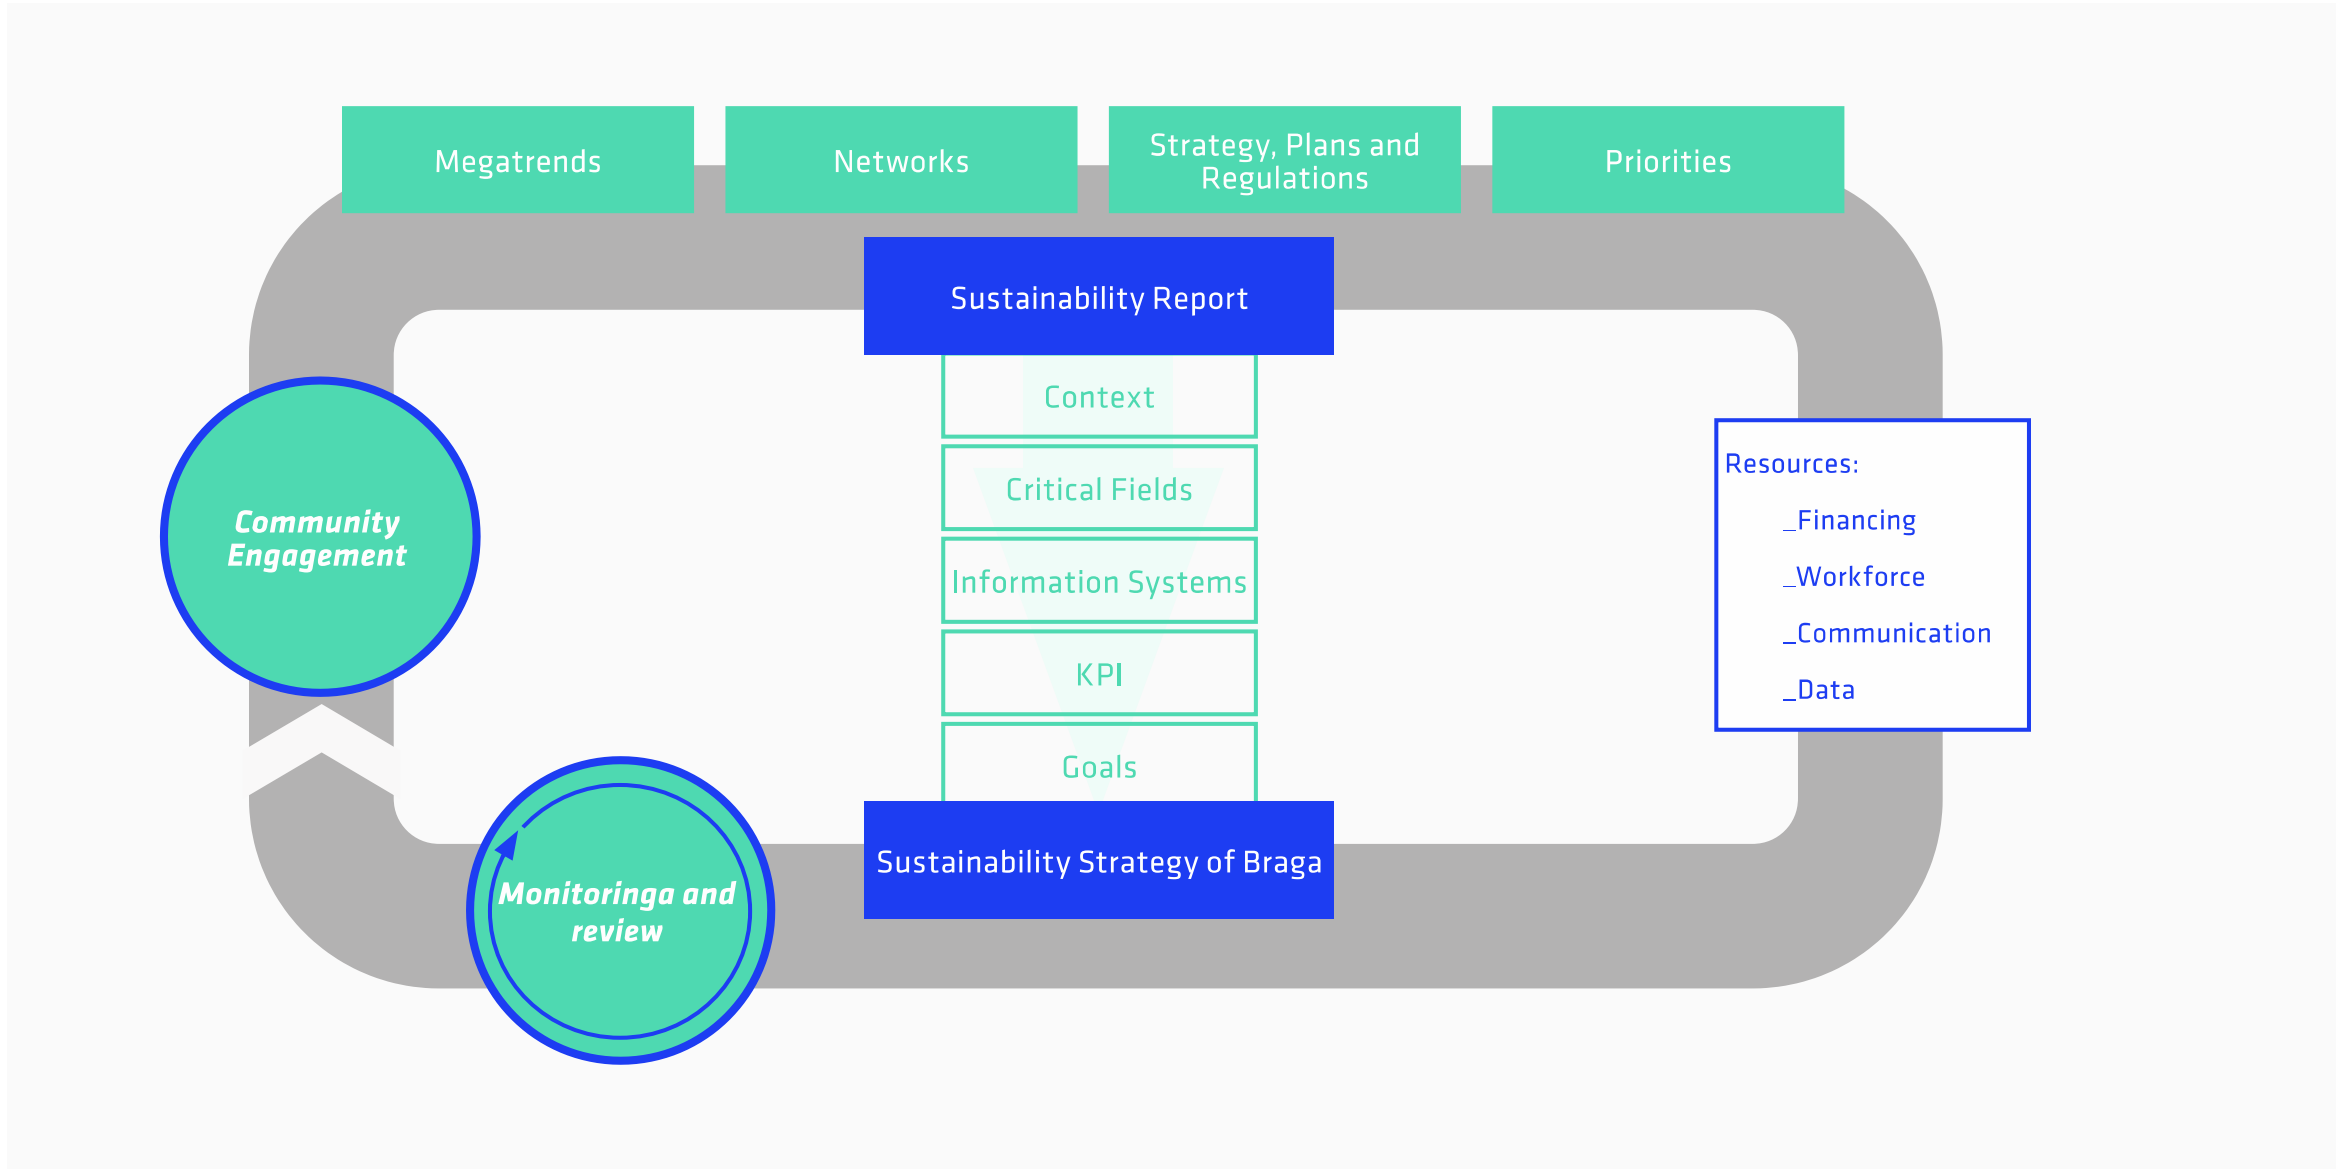 Megatrends
Networks
Strategy, Plans and
Regulations
Priorities
Sustainability Report
Context
Critical Fields
Information Systems
KPI
Goals
Sustainability Strategy of Braga
Community
Engagement
Monitoringa and
review
Resources:
_Financing
_Workforce
_Communication
_Data